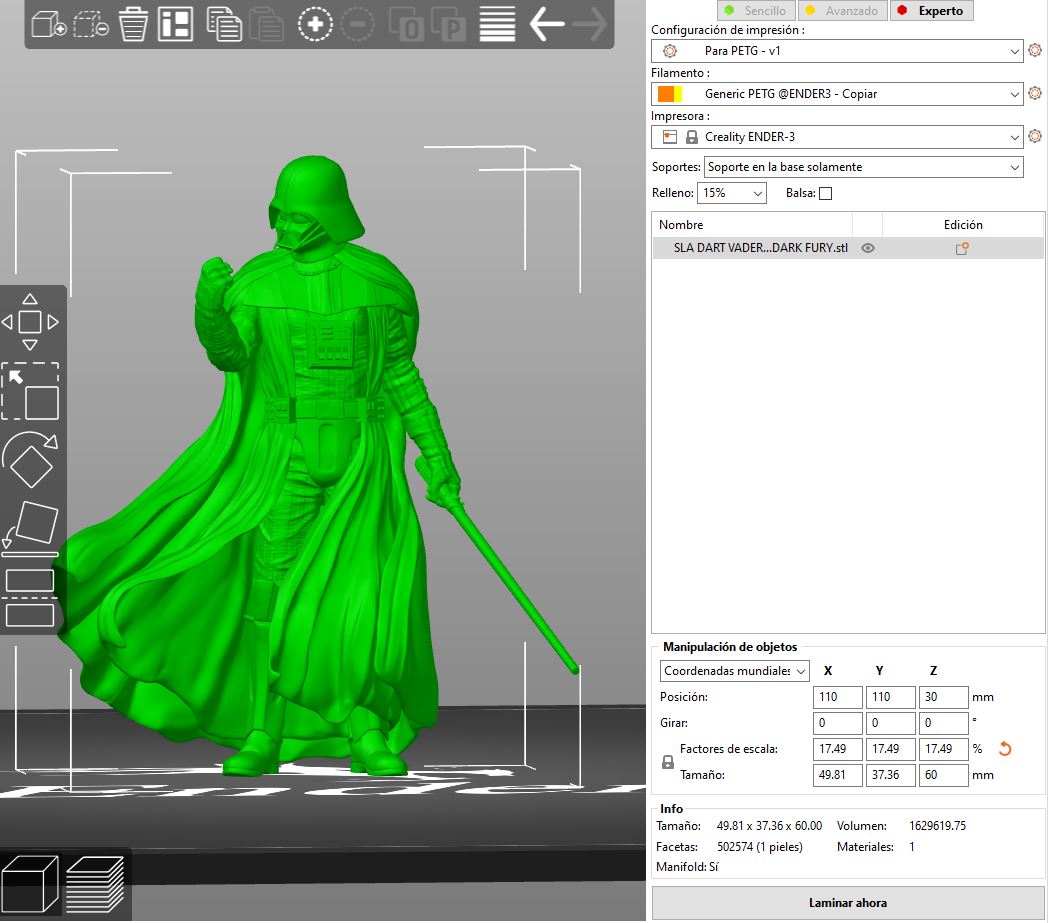 Sencillo Avanzado Experto
Configuración de impresión :
Para PETG - v1
Filamento :
Generic PETG @ENDER3 - Copiar
Impresora :
Creality ENDER-3
Soportes: Soporte en la base solamente
Relleno: 15% Balsa:
Nombre Edición
SLA DART VADER...DARK FURY.stl
Manipulación de objetos
Coordenadas mundiales X Y Z
Posición: 110 110 30 mm
Girar: 0 0 0 °
Factores de escala: 17.49 17.49 17.49 %
Tamaño: 49.81 37.36 60 mm
Info
Tamaño: 49.81 x 37.36 x 60.00 Volumen: 1629619.75
Facetas: 502574 (1 pieles) Materiales: 1
Manifold: Sí
Laminar ahora
O P